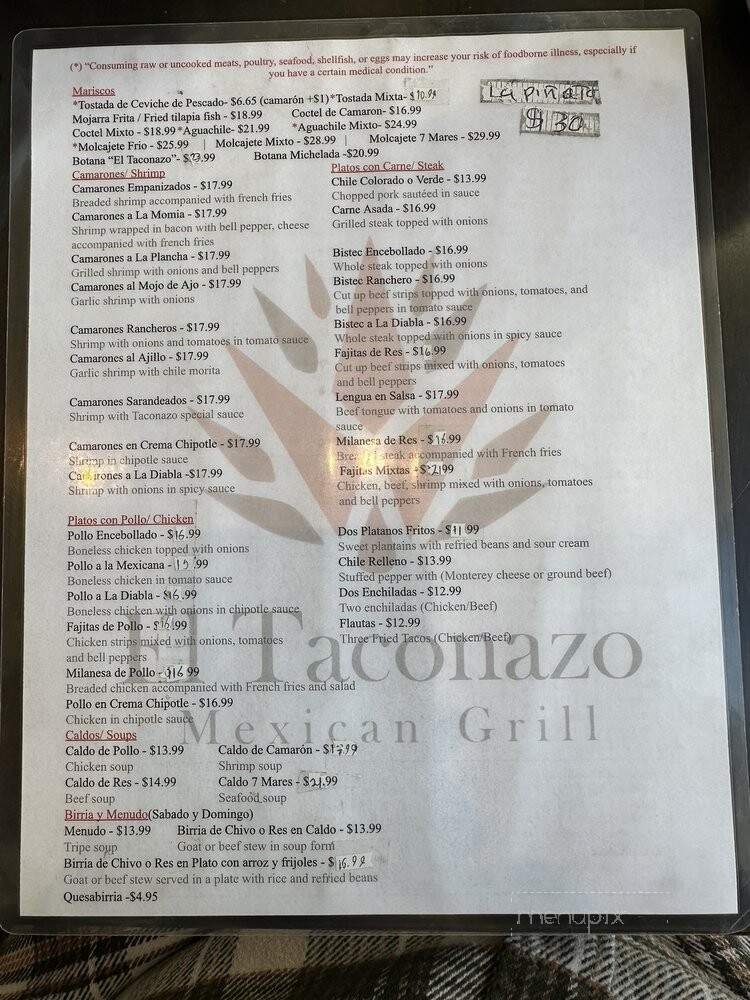 (*) "Consuming raw or uncooked meats, poultry, seafood, shellfish, or eggs may increase your risk of foodborne illness, especially if
you have a certain medical condition."
LA PIÑATA
$ 30
Mariscos
*Tostada de Ceviche de Pescado- $6.65 (camarón +$1)*Tostada Mixta- $10.99
Mojarra Frita / Fried tilapia fish - $18.99 Coctel de Camaron- $16.99
Coctel Mixto - $18.99 *Aguachile- $21.99 *Aguachile Mixto- $24.99
*Molcajete Frio - $25.99 | Molcajete Mixto - $28.99 | Molcajete 7 Mares - $29.99
Botana "El Taconazo"- $23.99 Botana Michelada -$20.99
Camarones/ Shrimp
Camarones Empanizados - $17.99
Breaded shrimp accompanied with french fries
Camarones a La Momia - $17.99
Shrimp wrapped in bacon with bell pepper, cheese
accompanied with french fries
Camarones a La Plancha - $17.99
Grilled shrimp with onions and bell peppers
Camarones al Mojo de Ajo - $17.99
Garlic shrimp with onions
Camarones Rancheros - $17.99
Shrimp with onions and tomatoes in tomato sauce
Camarones al Ajillo - $17.99
Garlic shrimp with chile morita
Camarones Sarandeados - $17.99
Shrimp with Taconazo special sauce
Camarones en Crema Chipotle - $17.99
Shrimp in chipotle sauce
Camarones a La Diabla -$17.99
Shrimp with onions in spicy sauce
Platos con Pollo/ Chicken
Pollo Encebollado - $16.99
Boneless chicken topped with onions
Pollo a la Mexicana - .99
Boneless chicken in tomato sauce
Pollo a La Diabla - $16.99
Boneless chicken with onions in chipotle sauce
Fajitas de Pollo - $16.99
Chicken strips mixed with onions, tomatoes
and bell peppers
Milanesa de Pollo - $16.99
Breaded chicken accompanied with French fries and salad
Pollo en Crema Chipotle - $16.99
Chicken in chipotle sauce
Platos con Carne/ Steak
Chile Colorado o Verde - $13.99
Chopped pork sautéed in sauce
Carne Asada - $16.99
Grilled steak topped with onions
Bistec Encebollado - $16.99
Whole steak topped with onions
Bistec Ranchero - $16.99
Cut up beef strips topped with onions, tomatoes, and
bell peppers in tomato sauce
Bistec a La Diabla - $16.99
Whole steak topped with onions in spicy sauce
Fajitas de Res - $16.99
Cut up beef strips mixed with onions, tomatoes
and bell peppers
Lengua en Salsa - $17.99
Beef tongue with tomatoes and onions in tomato
sauce
Milanesa de Res - $16.99
Breaded steak accompanied with French fries
Fajitas Mixtas -$21.99
Chicken, beef, shrimp mixed with onions, tomatoes
and bell peppers
Dos Platanos Fritos - $11.99
Sweet plantains with refried beans and sour cream
Chile Relleno - $13.99
Stuffed pepper with (Monterey cheese or ground beef)
Dos Enchiladas - $12.99
Two enchiladas (Chicken/Beef)
Flautas - $12.99
Three Fried Tacos (Chicken/Beef)
El Taconazo
Mexican Grill
Caldos/ Soups
Caldo de Pollo - $13.99 Caldo de Camarón - $17.99
Chicken soup Shrimp soup
Caldo de Res - $14.99 Caldo 7 Mares - $21.99
Beef soup Seafood soup
Birria y Menudo(Sabado y Domingo)
Menudo - $13.99 Birria de Chivo o Res en Caldo - $13.99
Tripe soup Goat or beef stew in soup form
Birria de Chivo o Res en Plato con arroz y frijoles - $16.99
Goat or beef stew served in a plate with rice and refried beans
Quesabirria -$4.95
menupix